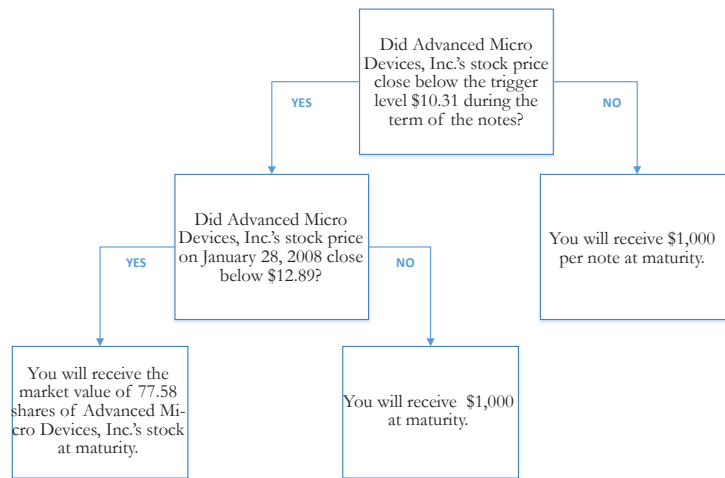 Did Advanced Micro
Devices, Inc.'s stock price
close below the trigger
level $10.31 during the
term of the notes?
YES
NO
Did Advanced Micro
Devices, Inc.'s stock price
on January 28, 2008 close
below $12.89?
You will receive $1,000
per note at maturity.
YES
NO
You will receive the
market value of 77.58
shares of Advanced Mi-
cro Devices, Inc.'s stock
at maturity.
You will receive $1,000
at maturity.